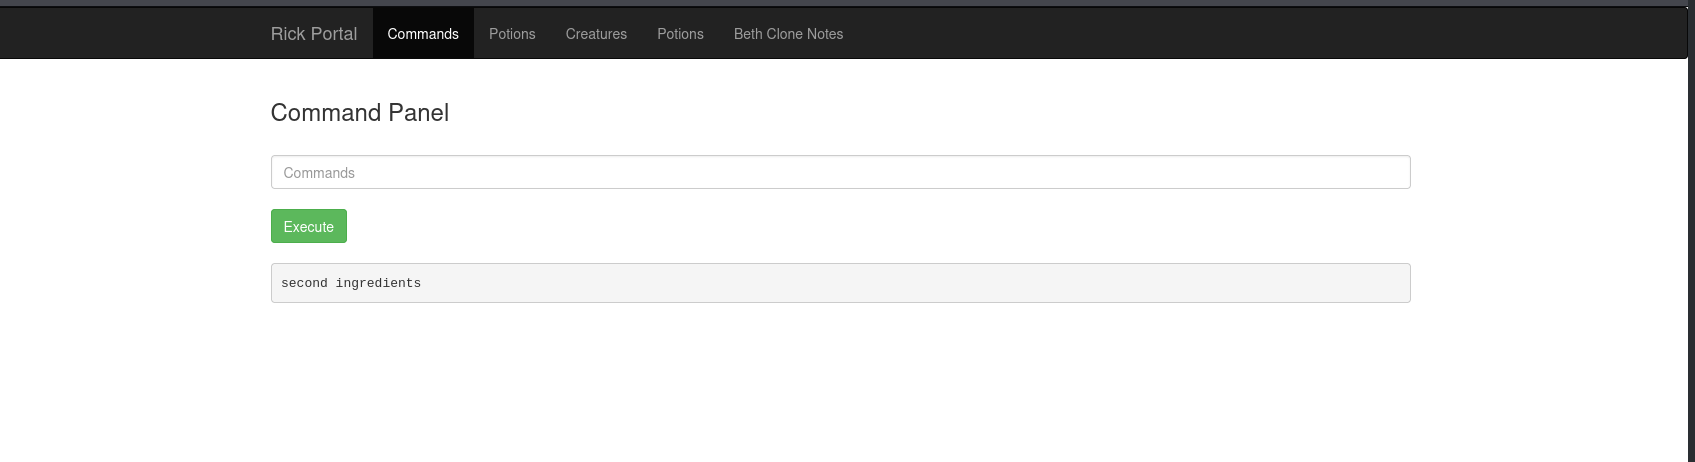 Rick Portal Commands Potions Creatures Potions Beth Clone Notes
Command Panel
Commands
Execute
second ingredients